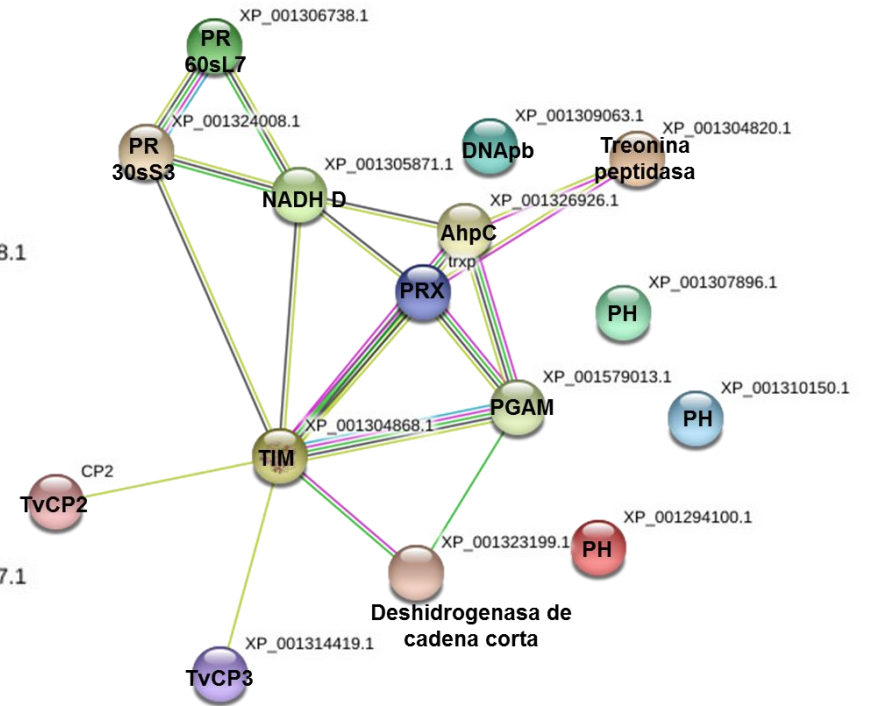 XP_001306738.1
PR
60sL7
XP_001324008.1
PR
30sS3
XP_001309063.1
DNApb
XP_001304820.1
Treonina
peptidasa
XP_001305871.1
NADH D
XP_001326926.1
AhpC
trxp
PRX
8.1
XP_001307896.1
PH
XP_001579013.1
PGAM
XP_001310150.1
PH
XP_001304868.1
TIM
CP2
TvCP2
XP_001294100.1
PH
XP_001323199.1
7.1
Deshidrogenasa de
cadena corta
XP_001314419.1
TvCP3